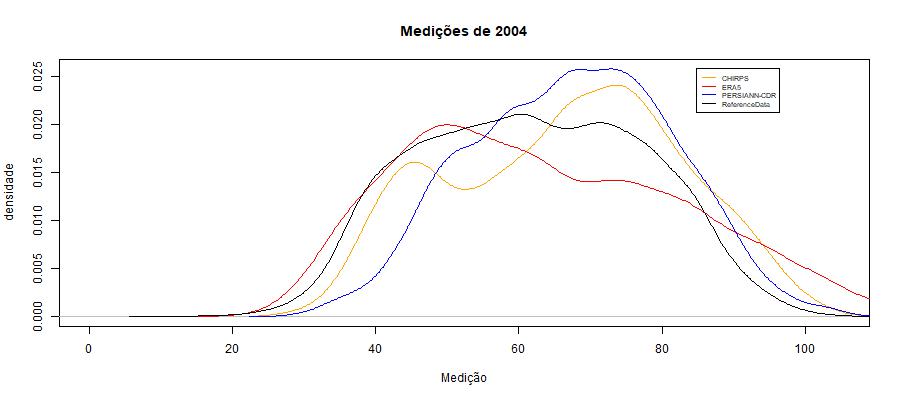 Medições de 2004
densidade
0.025
0.020
0.015
0.010
0.005
0.000
CHIRPS
ERA5
PERSIANN-CDR
ReferenceData
0 20 40 60 80 100
Medição